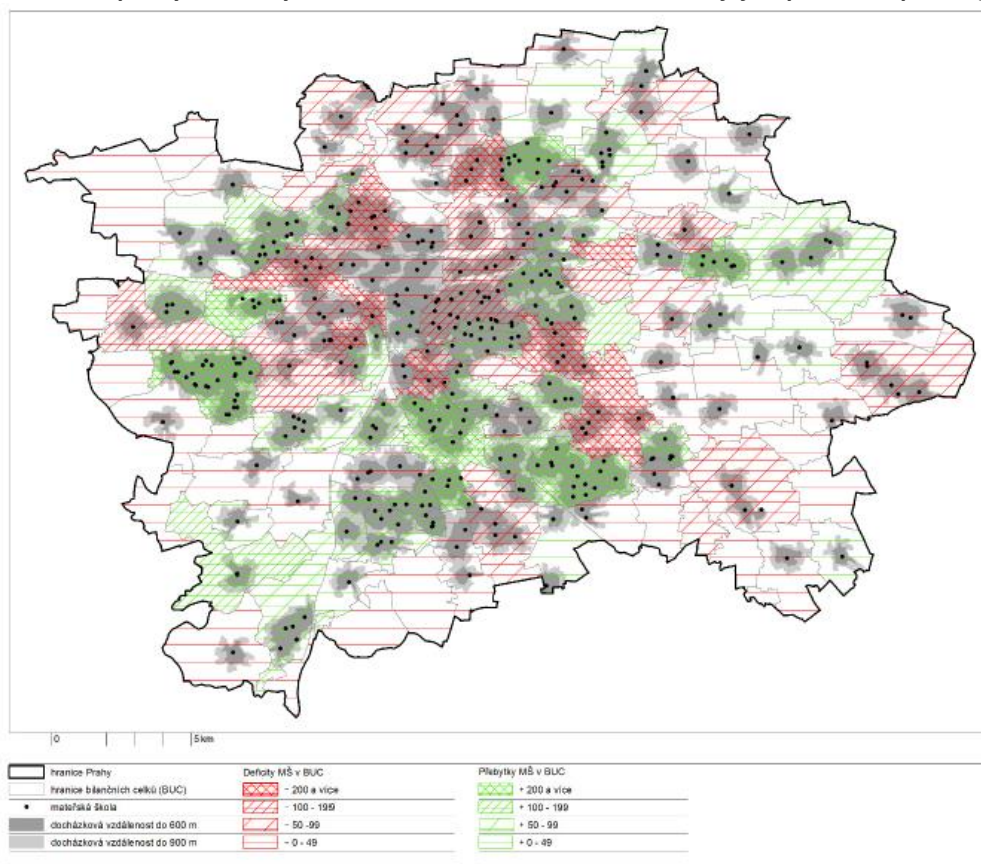 0 5 km
hranice Prahy
hranice bilančních celků (BUC)
mateřská škola
docházková vzdálenost do 600 m
docházková vzdálenost do 900 m
Deficity MŠ v BUC
- 200 a více
- 100 - 199
- 50 -99
- 0 - 49
Přebytky MŠ v BUC
+ 200 a více
+ 100 - 199
+ 50 - 99
+ 0 - 49